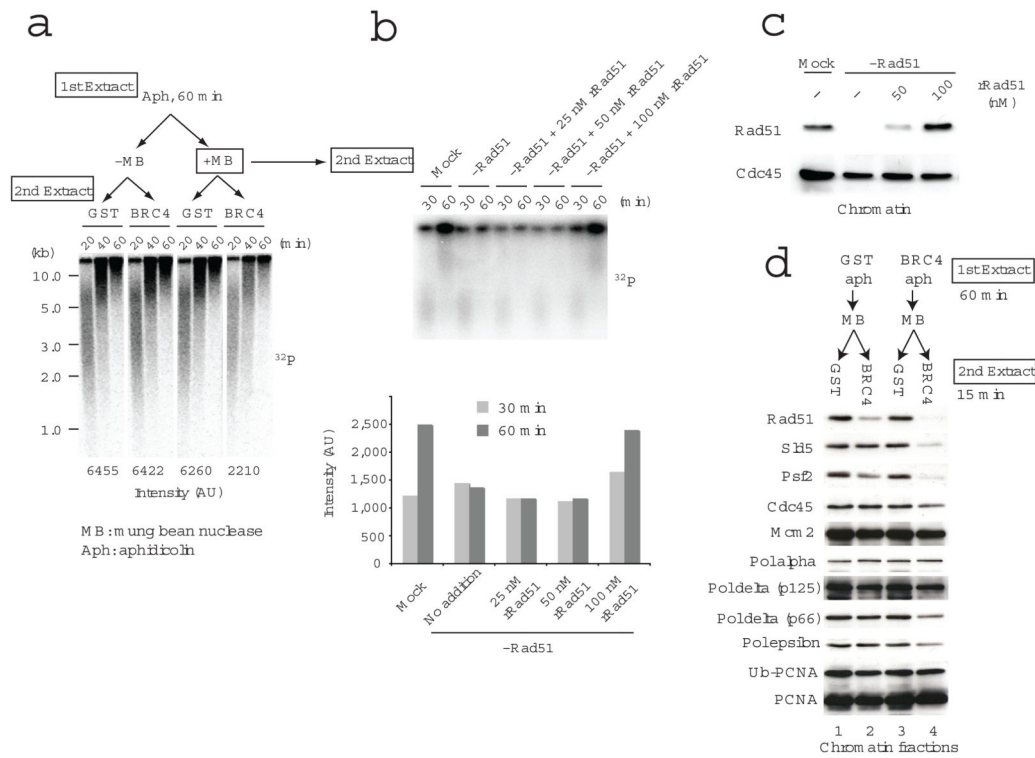 a
1st Extract
Aph, 60 min
-MB
+MB
2nd Extract
2nd Extract
GST BRC4 GST BRC4
20 40 60 20 40 60 20 40 60 20 40 60 (min)
(kb)
10.0
5.0
3.0
2.0
1.0
32P
6455 6422 6260 2210
Intensity (AU)
MB: mung bean nuclease
Aph: aphidicolin
b
Mock
-Rad51
-Rad51 + 25 nM rRad51
-Rad51 + 50 nM rRad51
-Rad51 + 100 nM rRad51
30 60 30 60 30 60 30 60 30 60 (min)
32P
30 min
60 min
Intensity (AU)
2,500
2,000
1,500
1,000
500
0
Mock
No addition
25 nM rRad51
50 nM rRad51
100 nM rRad51
-Rad51
c
Mock -Rad51
- - 50 100 rRad51 (nM)
Rad51
Cdc45
Chromatin
d
GST BRC4
aph aph
1st Extract
60 min
MB MB
GST BRC4 GST BRC4
2nd Extract
15 min
Rad51
Sld5
Psf2
Cdc45
Mcm2
Polalpha
Poldelta (p125)
Poldelta (p66)
Polepsilon
Ub-PCNA
PCNA
1 2 3 4
Chromatin fractions